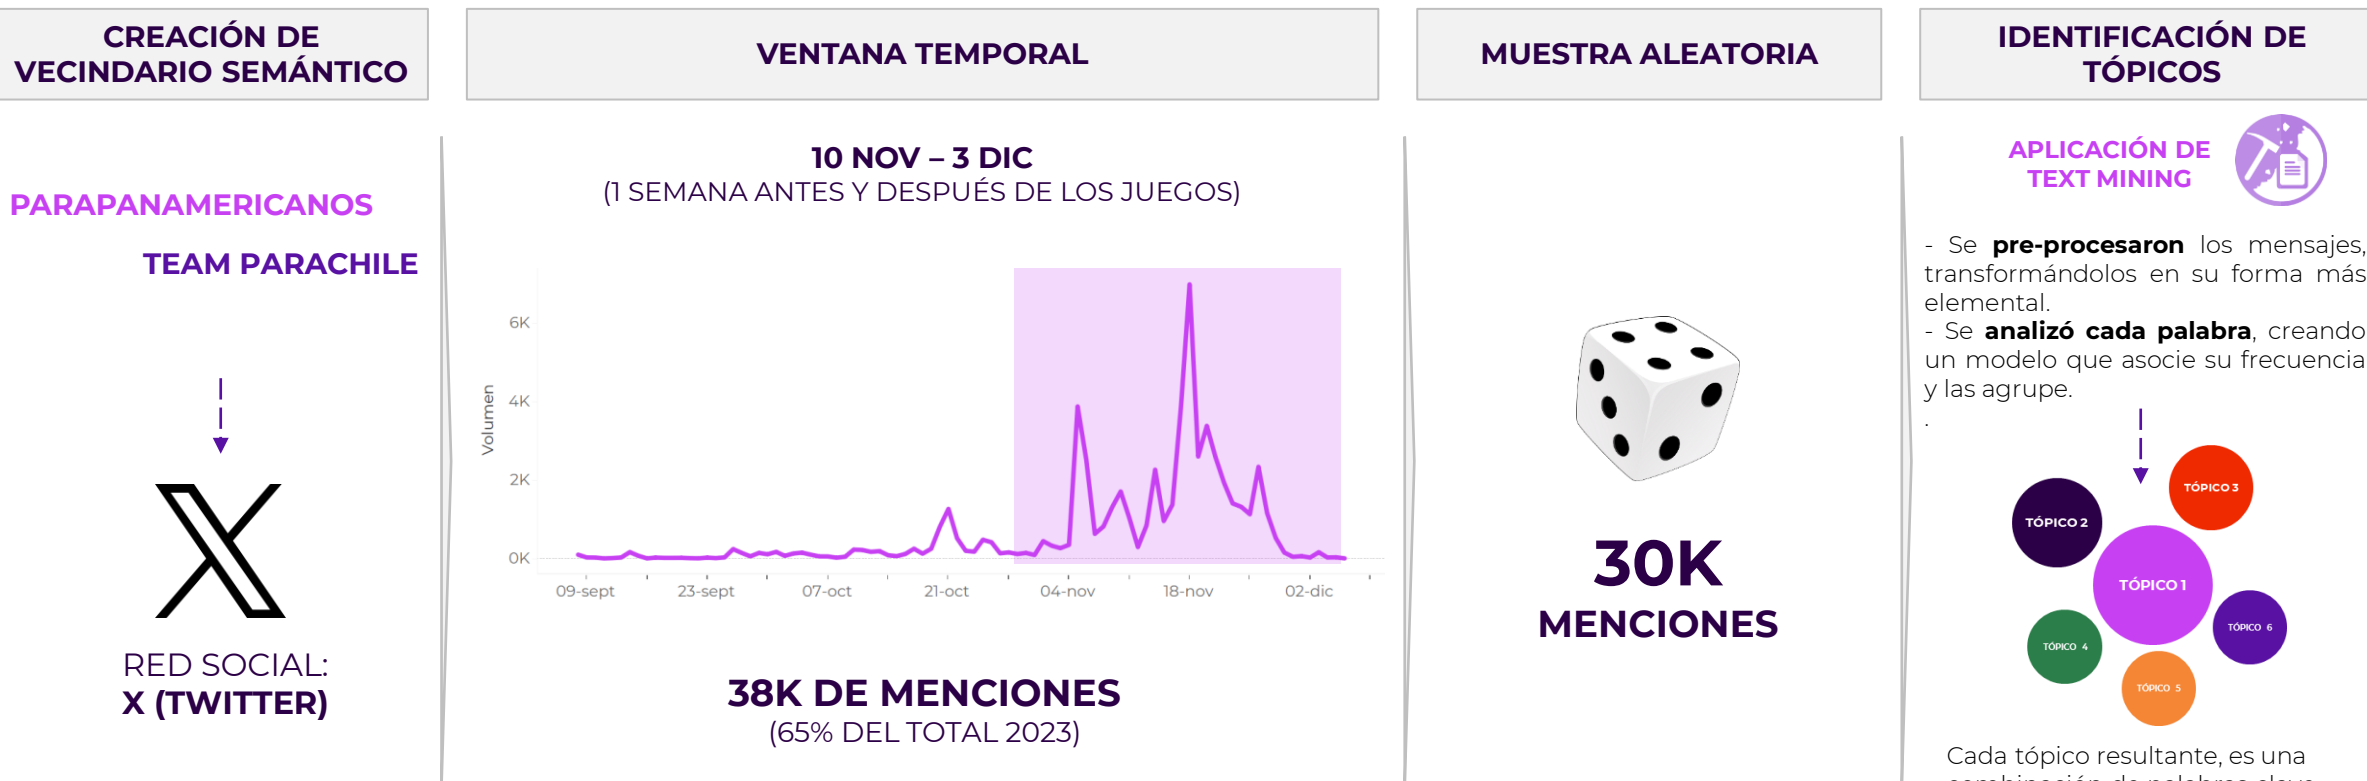 CREACIÓN DE
VECINDARIO SEMÁNTICO
PARAPANAMERICANOS
TEAM PARACHILE
RED SOCIAL:
X (TWITTER)
VENTANA TEMPORAL
10 NOV – 3 DIC
(1 SEMANA ANTES Y DESPUÉS DE LOS JUEGOS)
Volumen
6K
4K
2K
0K
09-sept
23-sept
07-oct
21-oct
04-nov
18-nov
02-dic
38K DE MENCIONES
(65% DEL TOTAL 2023)
MUESTRA ALEATORIA
30K
MENCIONES
IDENTIFICACIÓN DE
TÓPICOS
APLICACIÓN DE
TEXT MINING
- Se pre-procesaron los mensajes,
transformándolos en su forma más
elemental.
- Se analizó cada palabra, creando
un modelo que asocie su frecuencia
y las agrupe.
.
TÓPICO 3
TÓPICO 2
TÓPICO 1
TÓPICO 6
TÓPICO 4
TÓPICO 5
Cada tópico resultante, es una
combinación de palabras clave